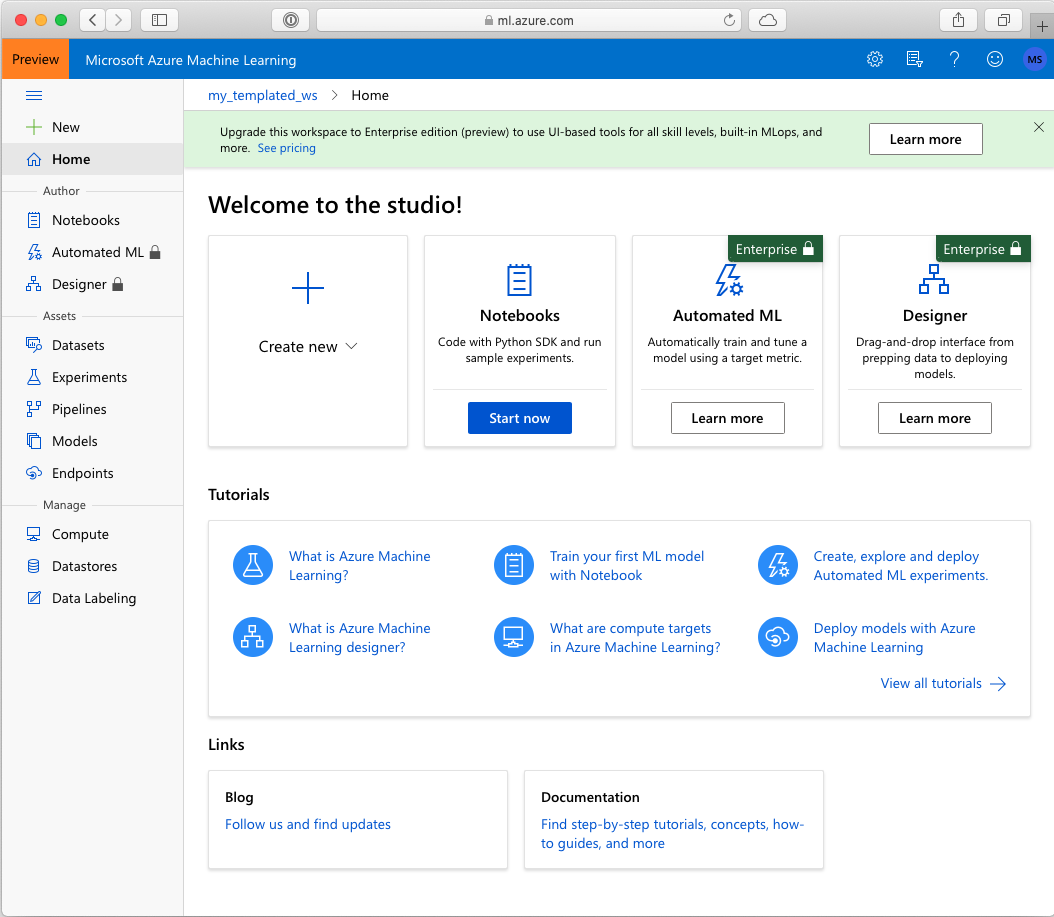 ml.azure.com
Preview
Microsoft Azure Machine Learning
MS
my_templated_ws > Home
New
Home
Author
Notebooks
Automated ML
Designer
Assets
Datasets
Experiments
Pipelines
Models
Endpoints
Manage
Compute
Datastores
Data Labeling
Upgrade this workspace to Enterprise edition (preview) to use UI-based tools for all skill levels, built-in MLops, and
more. See pricing
Learn more
Welcome to the studio!
Create new
Notebooks
Code with Python SDK and run
sample experiments.
Start now
Enterprise
Automated ML
Automatically train and tune a
model using a target metric.
Learn more
Enterprise
Designer
Drag-and-drop interface from
prepping data to deploying
models.
Learn more
Tutorials
What is Azure Machine
Learning?
Train your first ML model
with Notebook
Create, explore and deploy
Automated ML experiments.
What is Azure Machine
Learning designer?
What are compute targets
in Azure Machine Learning?
Deploy models with Azure
Machine Learning
View all tutorials
Links
Blog
Follow us and find updates
Documentation
Find step-by-step tutorials, concepts, how-
to guides, and more